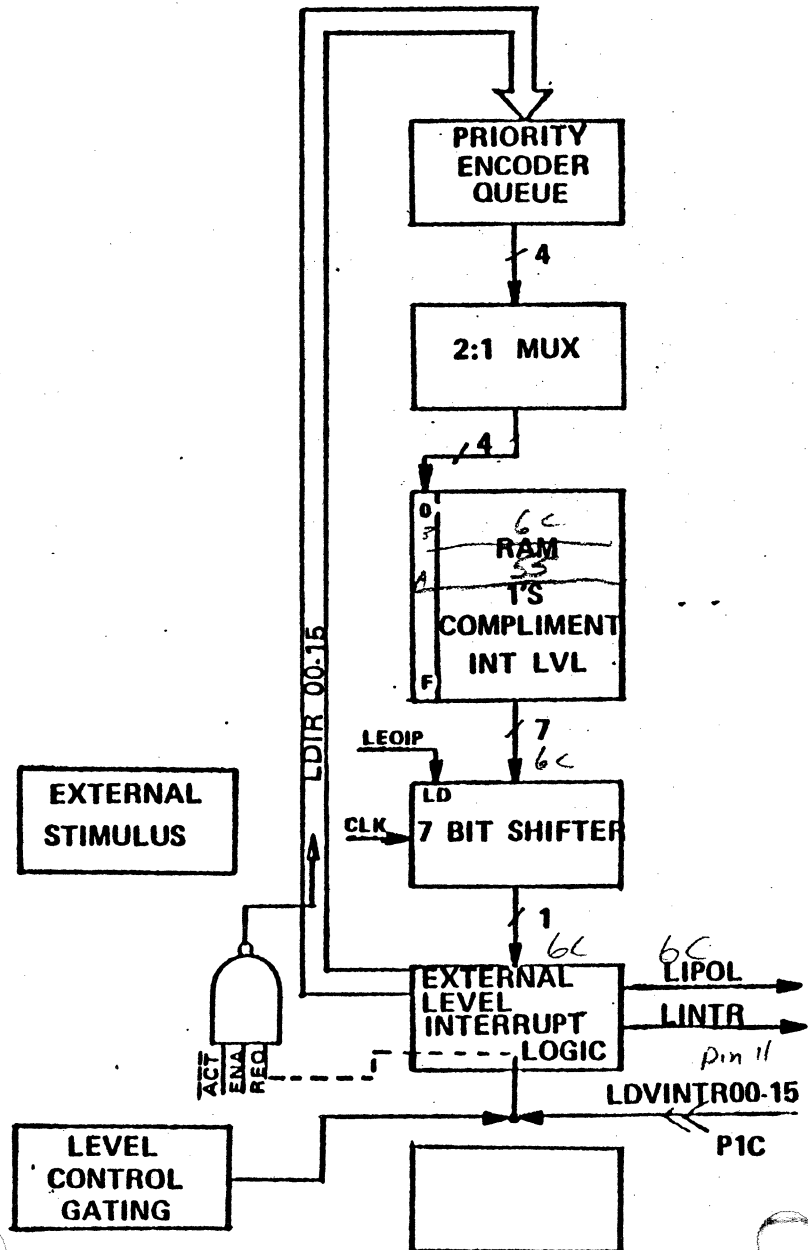 PRIORITY
ENCODER
QUEUE
4
2:1 MUX
4
0
3
6C
RAM
A
55
1'S
COMPLIMENT
INT LVL
F
LDIR 00-15
7
6C
LEOIP
LD
CLK
7 BIT SHIFTER
EXTERNAL
STIMULUS
1
6C
6C
EXTERNAL
LEVEL
INTERRUPT
LOGIC
LIPOL
LINTR
Pin 11
ACT
ENA
REQ
LDVINTR00-15
P1C
LEVEL
CONTROL
GATING